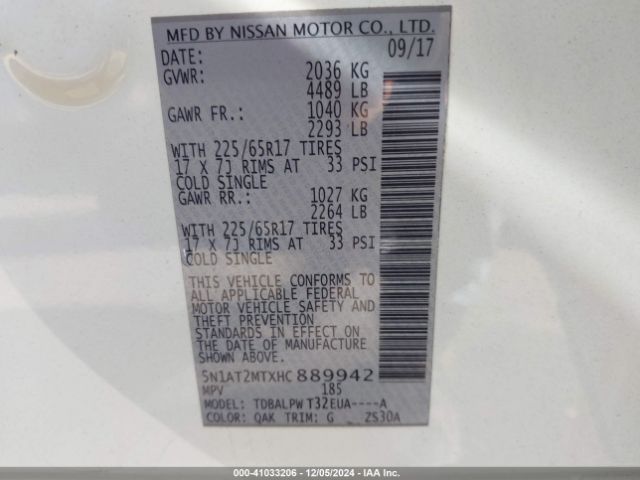 MFD BY NISSAN MOTOR CO., LTD.
DATE: 09/17
GVWR: 2036 KG
4489 LB
GAWR FR.: 1040 KG
2293 LB
WITH 225/65R17 TIRES
17 X 7J RIMS AT 33 PSI
COLD SINGLE
GAWR RR.: 1027 KG
2264 LB
WITH 225/65R17 TIRES
17 X 7J RIMS AT 33 PSI
COLD SINGLE
THIS VEHICLE CONFORMS TO
ALL APPLICABLE FEDERAL
MOTOR VEHICLE SAFETY AND
THEFT PREVENTION
STANDARDS IN EFFECT ON
THE DATE OF MANUFACTURE
SHOWN ABOVE.
5N1AT2MTXHC 889942
MPV 185
MODEL: TDBALPW T32EUA----A
COLOR: QAK TRIM: G ZS30A
000-41033206 - 12/05/2024 - IAA Inc.